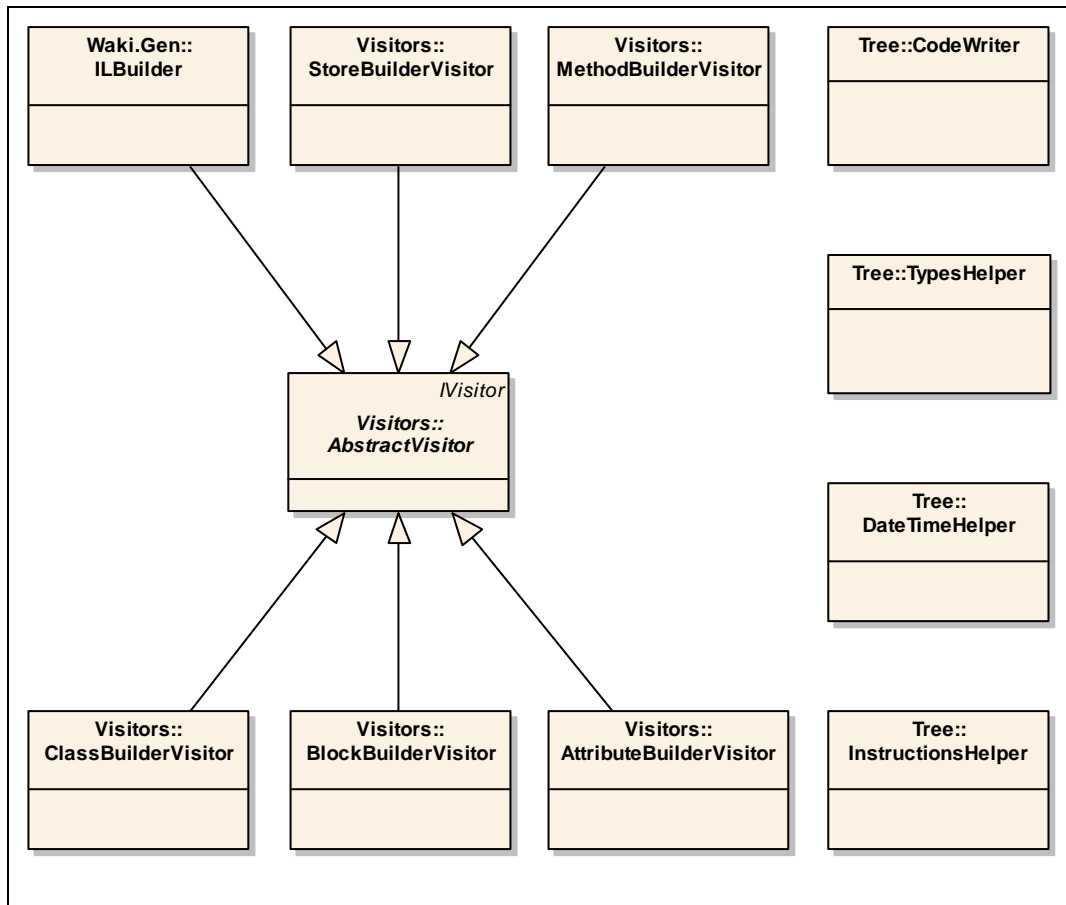 Waki.Gen::
ILBuilder
Visitors::
StoreBuilderVisitor
Visitors::
MethodBuilderVisitor
Tree::CodeWriter
Tree::TypesHelper
IVisitor
Visitors::
AbstractVisitor
Tree::
DateTimeHelper
Visitors::
ClassBuilderVisitor
Visitors::
BlockBuilderVisitor
Visitors::
AttributeBuilderVisitor
Tree::
InstructionsHelper